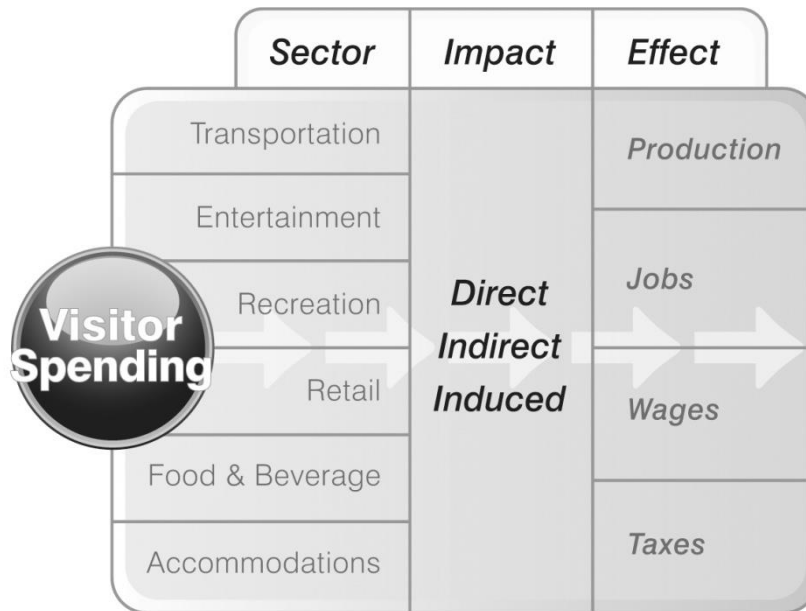 Sector Impact Effect
Transportation
Entertainment
Recreation
Retail
Food & Beverage
Accommodations
Visitor
Spending
Direct
Indirect
Induced
Production
Jobs
Wages
Taxes